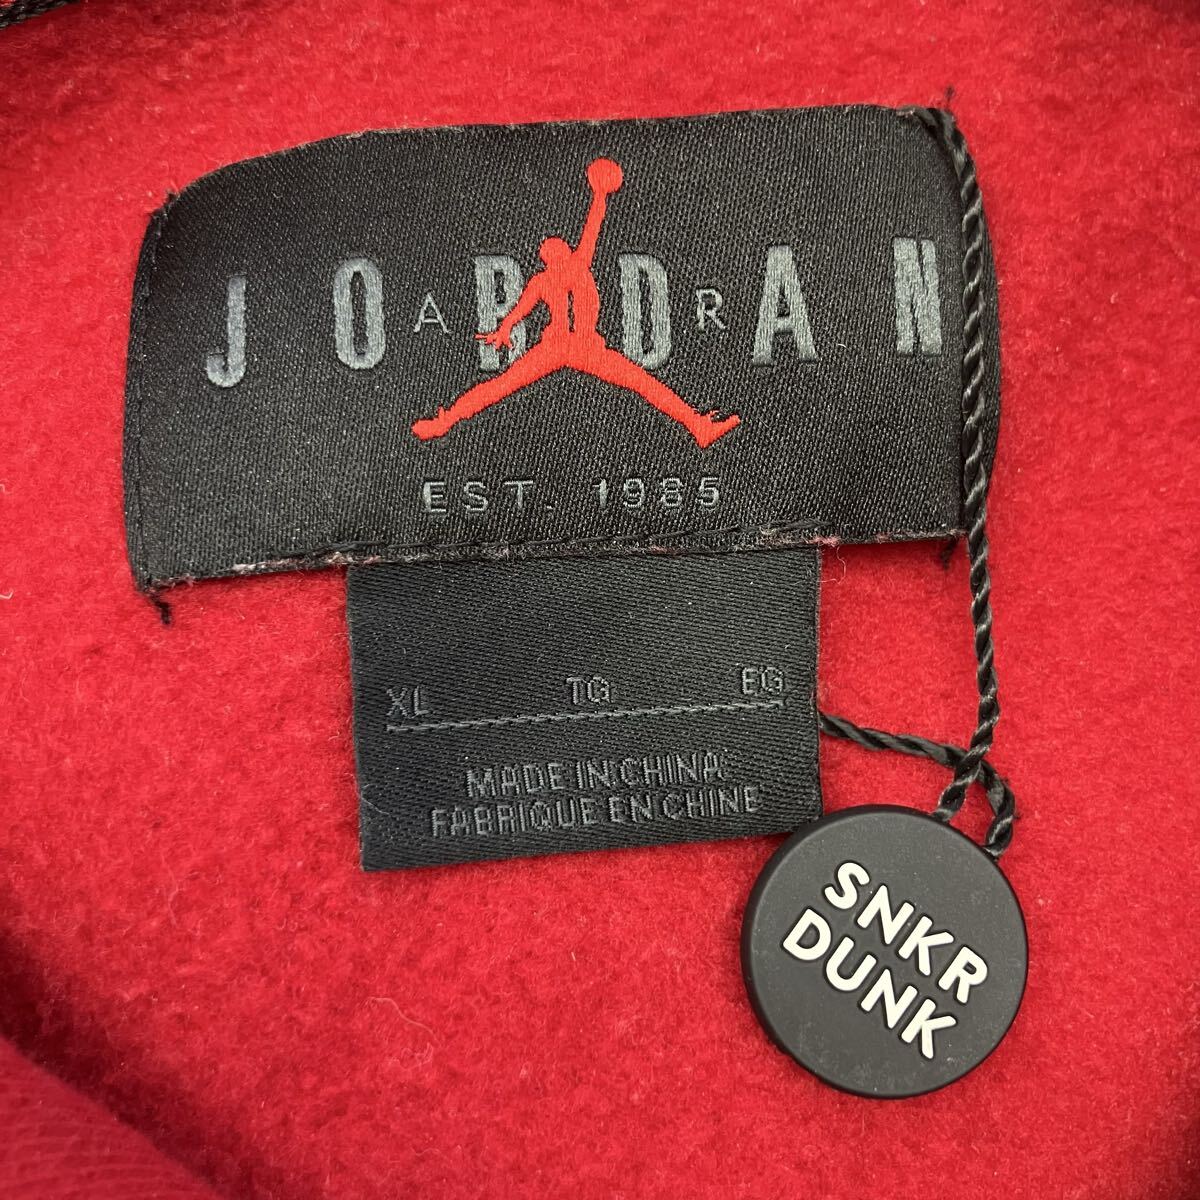 JORDAN
AIR
EST. 1985
XL TG EG
MADE IN CHINA
FABRIQUE EN CHINE
SNKR
DUNK